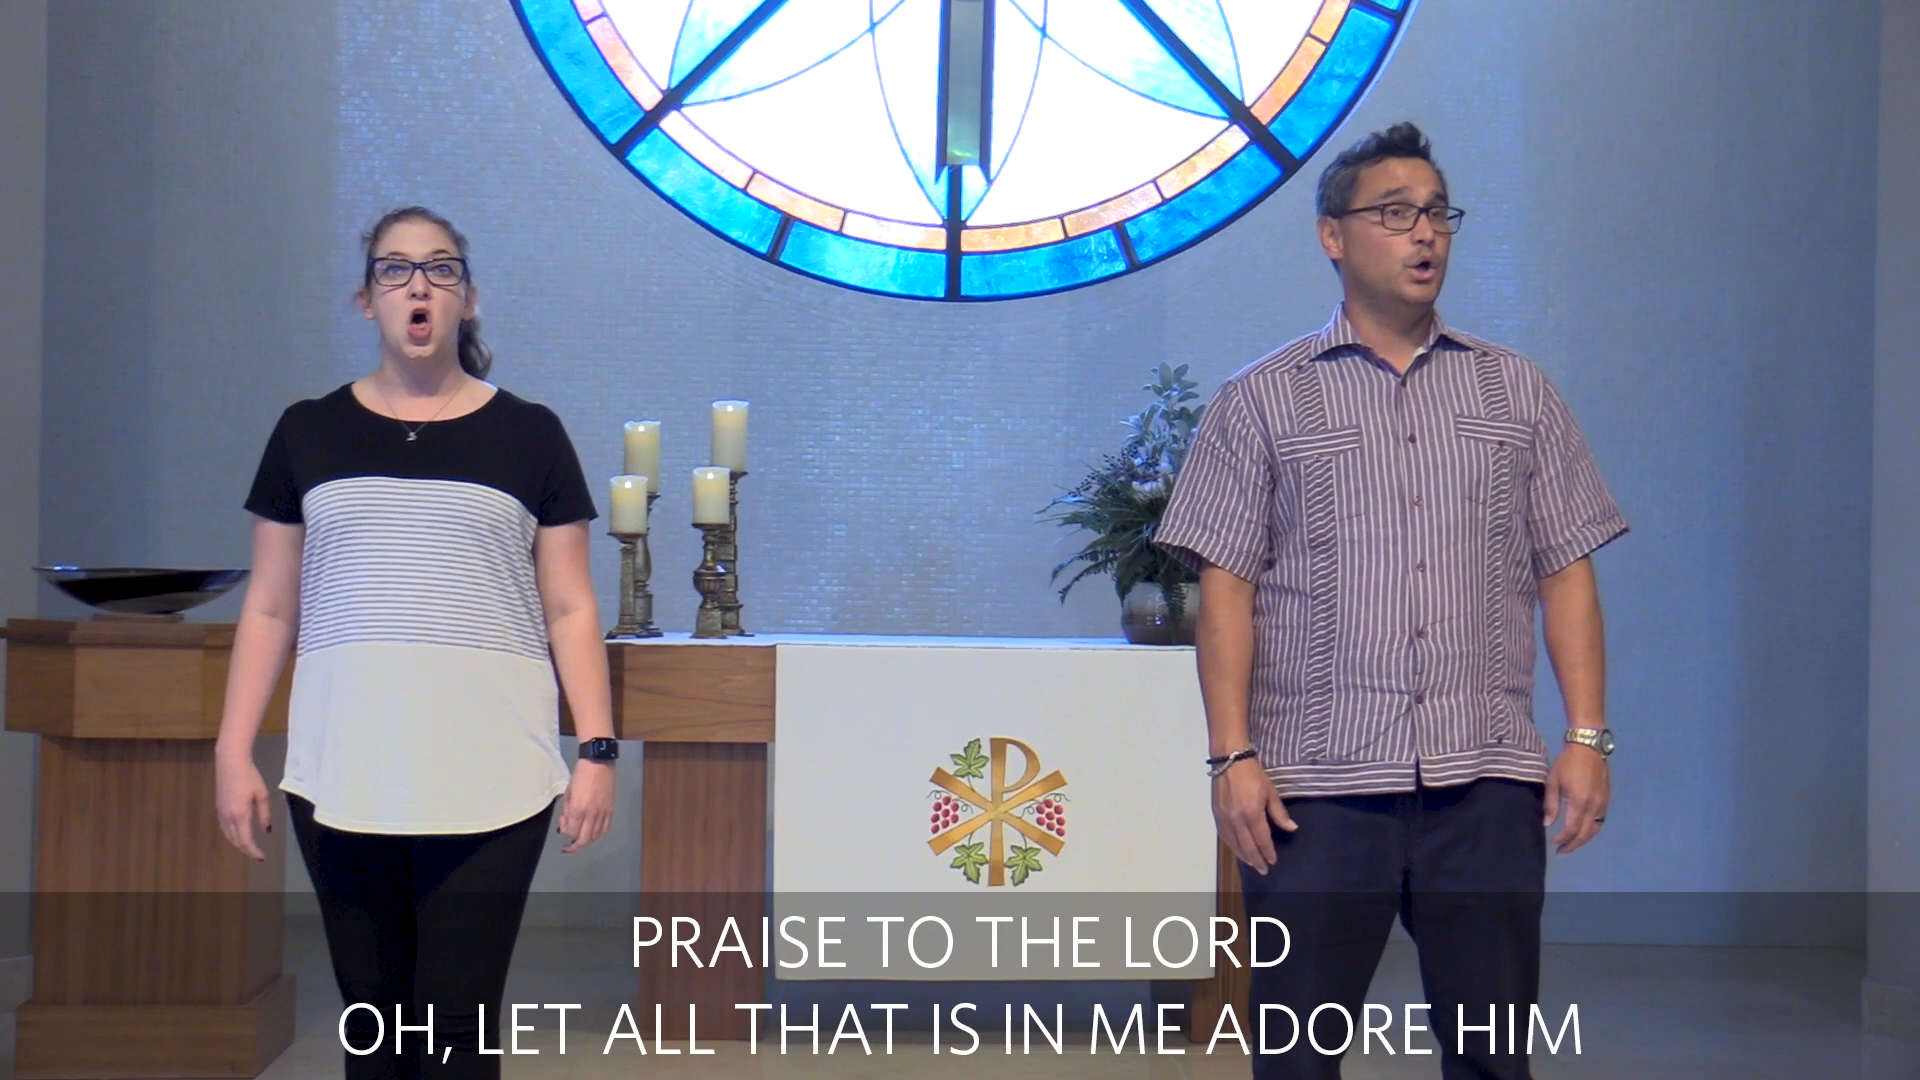 PRAISE TO THE LORD
OH, LET ALL THAT IS IN ME ADORE HIM